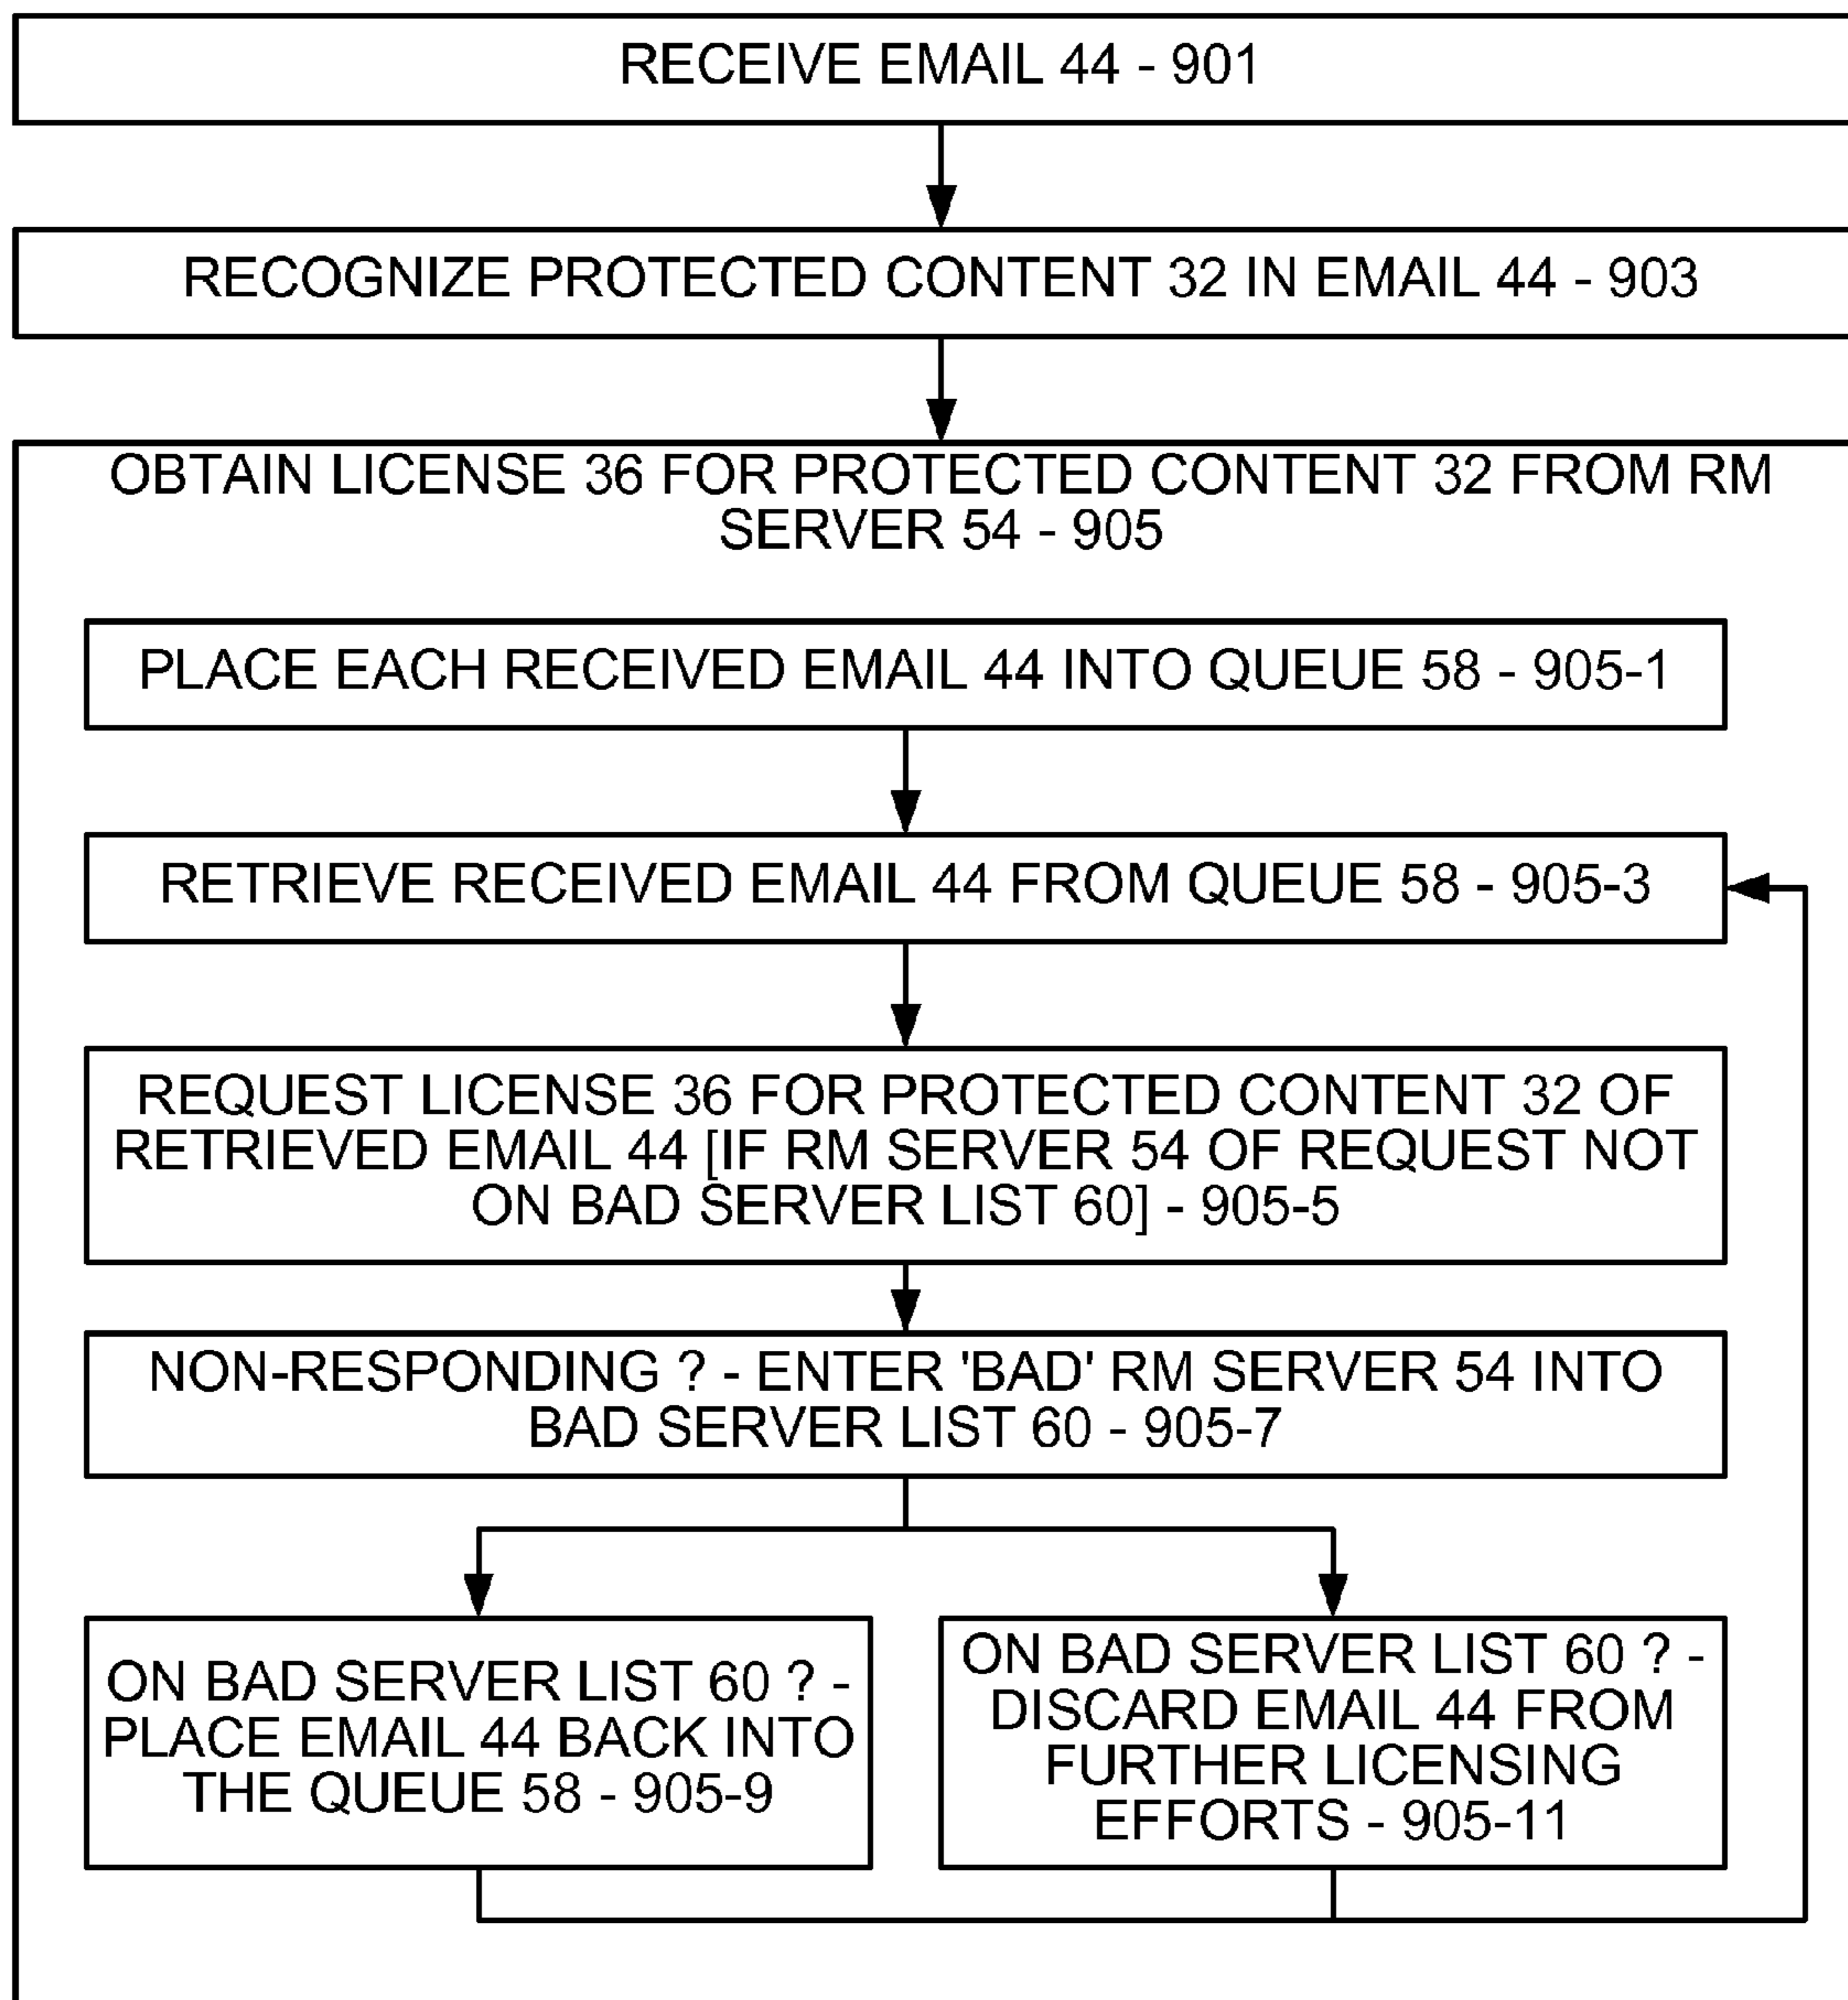 RECEIVE EMAIL 44 - 901
RECOGNIZE PROTECTED CONTENT 32 IN EMAIL 44 - 903
OBTAIN LICENSE 36 FOR PROTECTED CONTENT 32 FROM RM
SERVER 54 - 905
PLACE EACH RECEIVED EMAIL 44 INTO QUEUE 58 - 905-1
RETRIEVE RECEIVED EMAIL 44 FROM QUEUE 58 - 905-3
REQUEST LICENSE 36 FOR PROTECTED CONTENT 32 OF
RETRIEVED EMAIL 44 [IF RM SERVER 54 OF REQUEST NOT
ON BAD SERVER LIST 60] - 905-5
NON-RESPONDING ? - ENTER 'BAD' RM SERVER 54 INTO
BAD SERVER LIST 60 - 905-7
ON BAD SERVER LIST 60 ? -
PLACE EMAIL 44 BACK INTO
THE QUEUE 58 - 905-9
ON BAD SERVER LIST 60 ? -
DISCARD EMAIL 44 FROM
FURTHER LICENSING
EFFORTS - 905-11